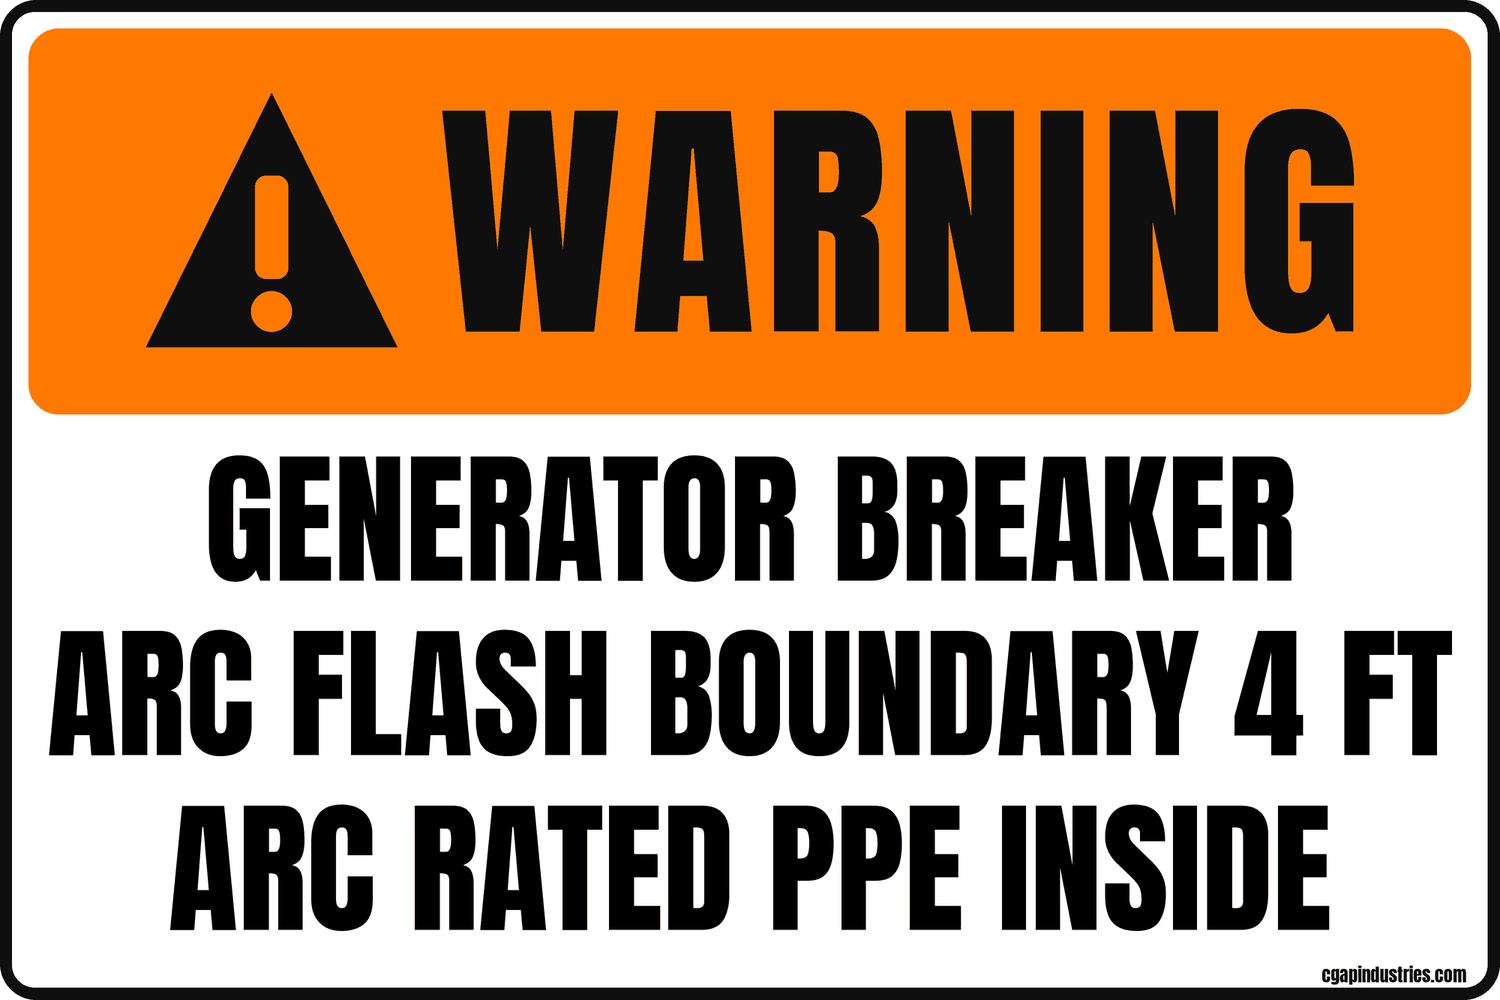 WARNING
GENERATOR BREAKER
ARC FLASH BOUNDARY 4 FT
ARC RATED PPE INSIDE
cgapindustries.com